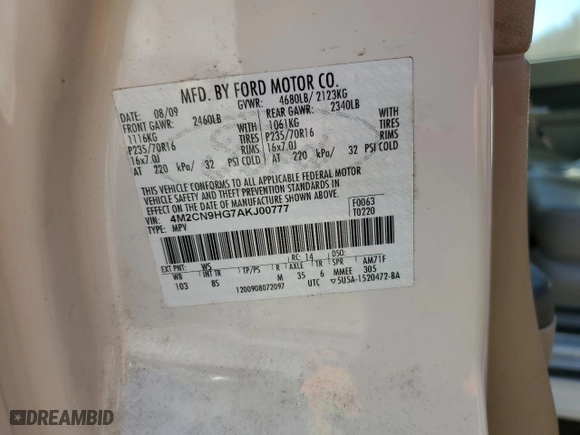 MFD. BY FORD MOTOR CO.
DATE: 08/09 GVWR: 4680LB/ 2123KG
FRONT GAWR: 2460LB REAR GAWR: 2340LB
1116KG WITH 1061KG WITH
P235/70R16 TIRES P235/70R16 TIRES
16x7.0J RIMS 16x7.0J RIMS
AT 220 kPa/ 32 PSI COLD AT 220 kPa/ 32 PSI COLD
THIS VEHICLE CONFORMS TO ALL APPLICABLE FEDERAL MOTOR
VEHICLE SAFETY AND THEFT PREVENTION STANDARDS IN
EFFECT ON THE DATE OF MANUFACTURE SHOWN ABOVE.
VIN: 4M2CN9HG7AKJ00777 F0063
TYPE: MPV T0220
EXT PNT: WS RC: 14 AM7TF
WB INT TR TP/PS R AXLE TR SPR
103 BS M 35 6 MMEE 305
1200908072097 UTC 5U5A-1520472-BA
DREAMBID